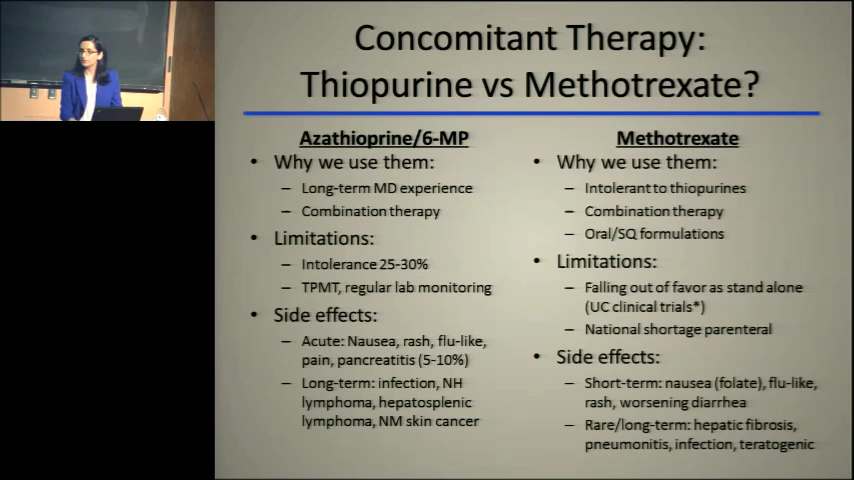 Concomitant Therapy:
Thiopurine vs Methotrexate?
Azathioprine/6-MP
• Why we use them:
– Long-term MD experience
– Combination therapy
• Limitations:
– Intolerance 25-30%
– TPMT, regular lab monitoring
• Side effects:
– Acute: Nausea, rash, flu-like,
pain, pancreatitis (5-10%)
– Long-term: infection, NH
lymphoma, hepatosplenic
lymphoma, NM skin cancer
Methotrexate
• Why we use them:
– Intolerant to thiopurines
– Combination therapy
– Oral/SQ formulations
• Limitations:
– Falling out of favor as stand alone
(UC clinical trials*)
– National shortage parenteral
• Side effects:
– Short-term: nausea (folate), flu-like,
rash, worsening diarrhea
– Rare/long-term: hepatic fibrosis,
pneumonitis, infection, teratogenic